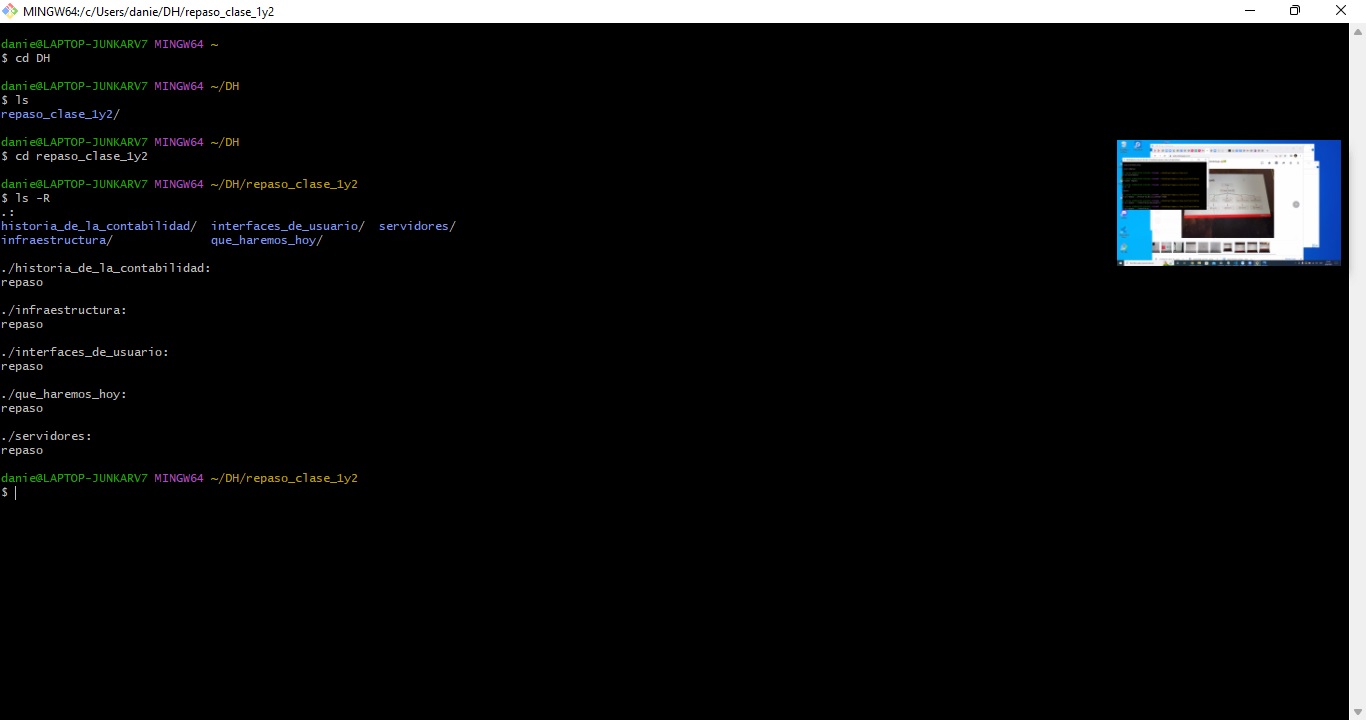 MINGW64:/c/Users/danie/DH/repaso_clase_1y2
danie@LAPTOP-JUNKARV7 MINGW64 ~
$ cd DH
danie@LAPTOP-JUNKARV7 MINGW64 ~/DH
$ ls
repaso_clase_1y2/
danie@LAPTOP-JUNKARV7 MINGW64 ~/DH
$ cd repaso_clase_1y2
danie@LAPTOP-JUNKARV7 MINGW64 ~/DH/repaso_clase_1y2
$ ls -R
.:
historia_de_la_contabilidad/ interfaces_de_usuario/ servidores/
infraestructura/ que_haremos_hoy/
./historia_de_la_contabilidad:
repaso
./infraestructura:
repaso
./interfaces_de_usuario:
repaso
./que_haremos_hoy:
repaso
./servidores:
repaso
danie@LAPTOP-JUNKARV7 MINGW64 ~/DH/repaso_clase_1y2
$